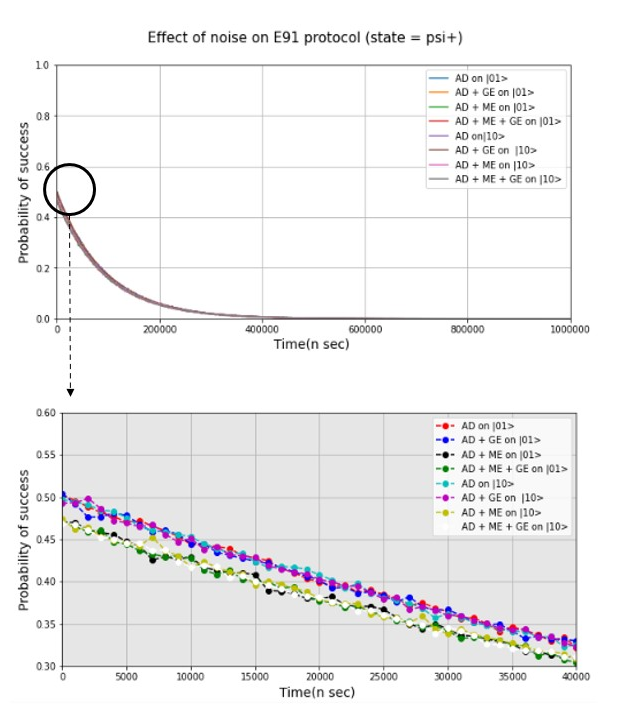 Effect of noise on E91 protocol (state = psi+)
Probability of success
1.0
0.8
0.6
0.4
0.2
0.0
AD on |01>
AD + GE on |01>
AD + ME on |01>
AD + ME + GE on |01>
AD on|10>
AD + GE on  |10>
AD + ME on |10>
AD + ME + GE on |10>
0 200000 400000 600000 800000 1000000
Time(n sec)
Probability of success
0.60
0.55
0.50
0.45
0.40
0.35
0.30
AD on |01>
AD + GE on |01>
AD + ME on |01>
AD + ME + GE on |01>
AD on |10>
AD + GE on  |10>
AD + ME on |10>
AD + ME + GE on |10>
0 5000 10000 15000 20000 25000 30000 35000 40000
Time(n sec)